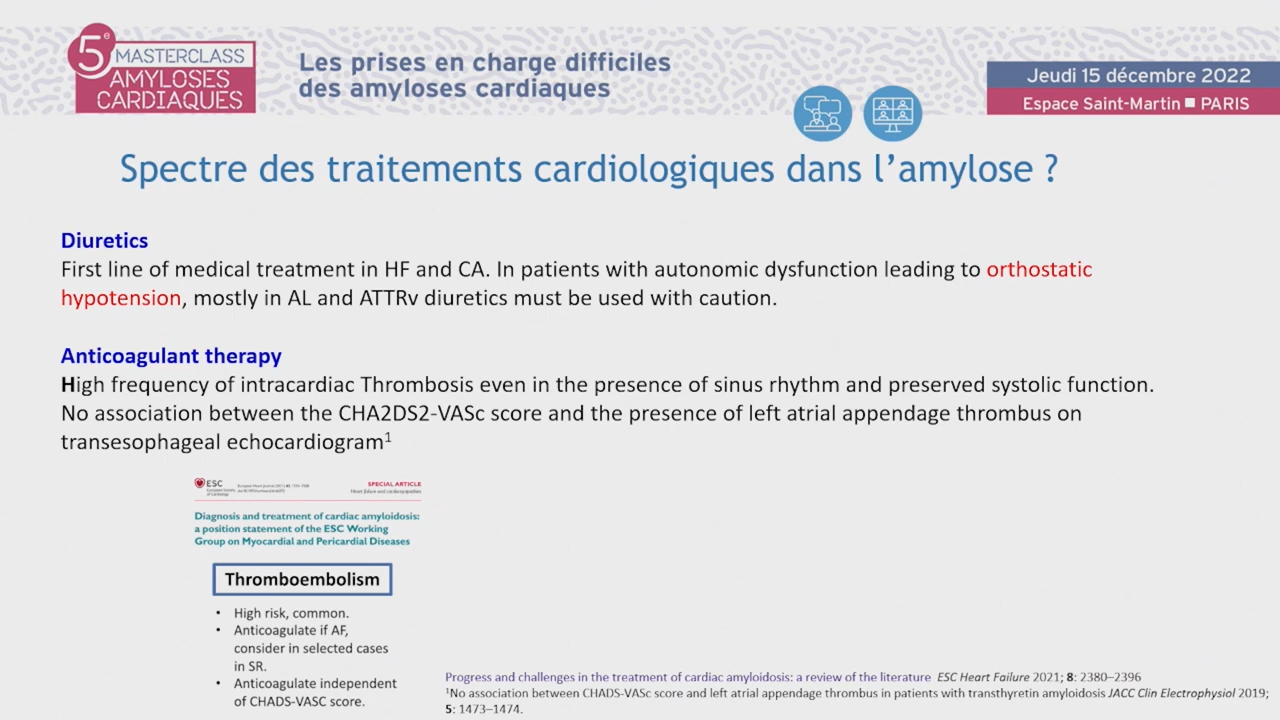 5e
MASTERCLASS
AMYLOSES
CARDIAQUES
Les prises en charge difficiles
des amyloses cardiaques
Jeudi 15 décembre 2022
Espace Saint-Martin ■ PARIS
Spectre des traitements cardiologiques dans l’amylose ?
Diuretics
First line of medical treatment in HF and CA. In patients with autonomic dysfunction leading to orthostatic
hypotension, mostly in AL and ATTRv diuretics must be used with caution.
Anticoagulant therapy
High frequency of intracardiac Thrombosis even in the presence of sinus rhythm and preserved systolic function.
No association between the CHA2DS2-VASc score and the presence of left atrial appendage thrombus on
transesophageal echocardiogram1
ESC
European Society
of Cardiology
SPECIAL ARTICLE
Heart failure and cardiomyopathies
Diagnosis and treatment of cardiac amyloidosis:
a position statement of the ESC Working
Group on Myocardial and Pericardial Diseases
Thromboembolism
• High risk, common.
• Anticoagulate if AF,
consider in selected cases
in SR.
• Anticoagulate independent
of CHADS-VASC score.
Progress and challenges in the treatment of cardiac amyloidosis: a review of the literature ESC Heart Failure 2021; 8: 2380–2396
1No association between CHADS-VASc score and left atrial appendage thrombus in patients with transthyretin amyloidosis JACC Clin Electrophysiol 2019;
5: 1473–1474.